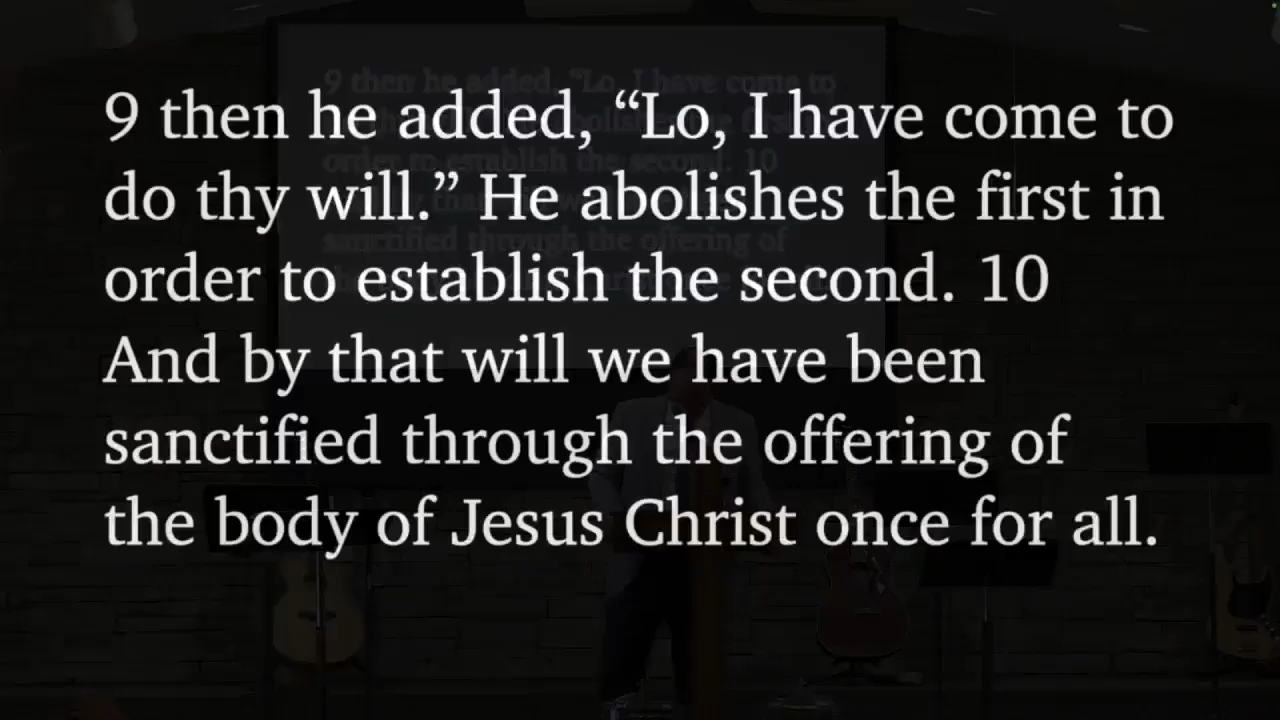 9 then he added, “Lo, I have come to
do thy will.” He abolishes the first in
order to establish the second. 10
And by that will we have been
sanctified through the offering of
the body of Jesus Christ once for all.